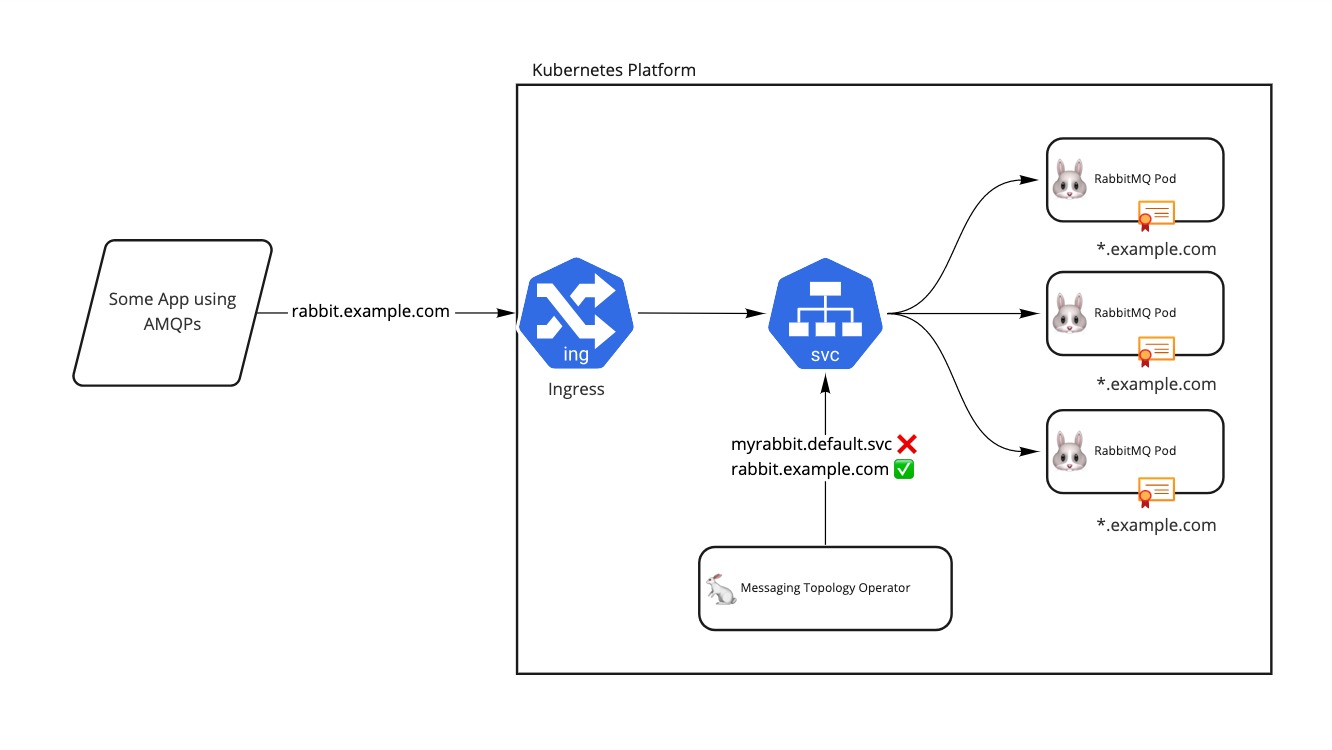 Kubernetes Platform
RabbitMQ Pod
*.example.com
Some App using
AMQPs
rabbit.example.com
ing
Ingress
svc
RabbitMQ Pod
*.example.com
myrabbit.default.svc ❌
rabbit.example.com ✅
RabbitMQ Pod
*.example.com
Messaging Topology Operator